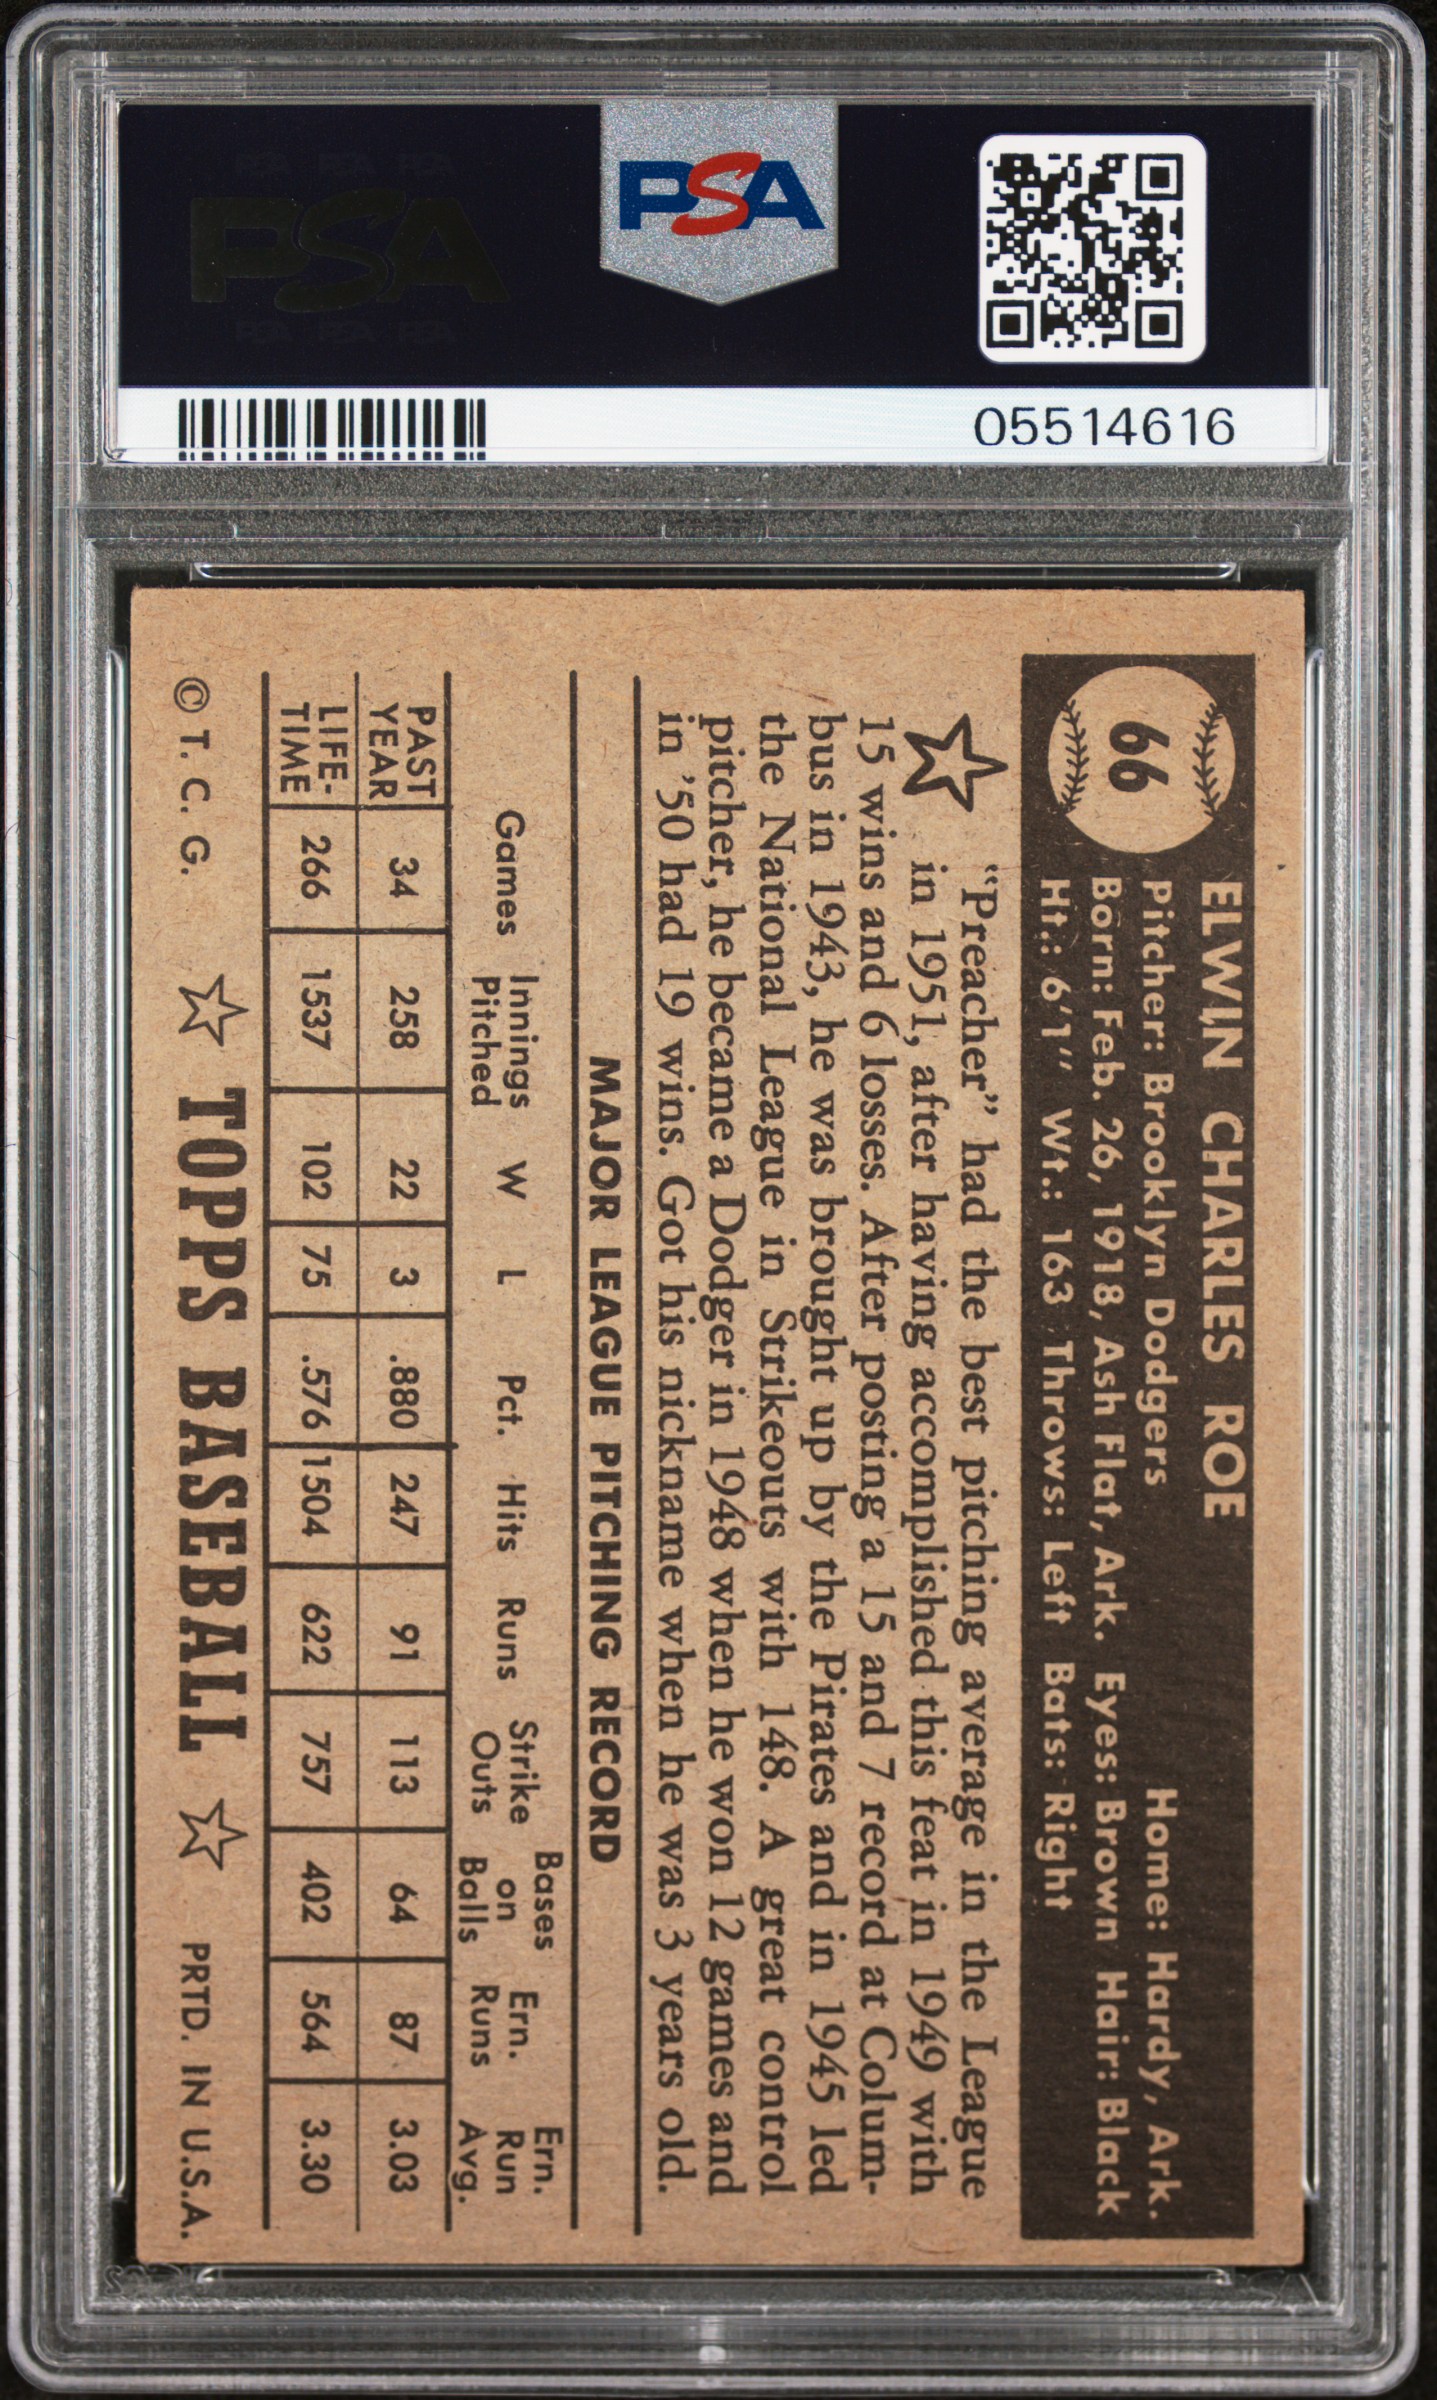 PSA
PSA
05514616
66
ELWIN CHARLES ROE
Pitcher: Brooklyn Dodgers Home: Hardy, Ark.
Born: Feb. 26, 1918, Ash Flat, Ark. Eyes: Brown Hair: Black
Ht.: 6'1" Wt.: 163 Throws: Left Bats: Right
"Preacher" had the best pitching average in the League
in 1951, after having accomplished this feat in 1949 with
15 wins and 6 losses. After posting a 15 and 7 record at Colum-
bus in 1943, he was brought up by the Pirates and in 1945 led
the National League in Strikeouts with 148. A great control
pitcher, he became a Dodger in 1948 when he won 12 games and
in '50 had 19 wins. Got his nickname when he was 3 years old.
MAJOR LEAGUE PITCHING RECORD
Games Innings Pitched W L Pct. Hits Runs Strike Outs Bases on Balls Ern. Runs Ern. Run Avg.
PAST YEAR 34 258 22 3 .880 247 91 113 64 87 3.03
LIFE-TIME 266 1537 102 75 .576 1504 622 757 402 564 3.30
© T. C. G. TOPPS BASEBALL PRTD. IN U.S.A.